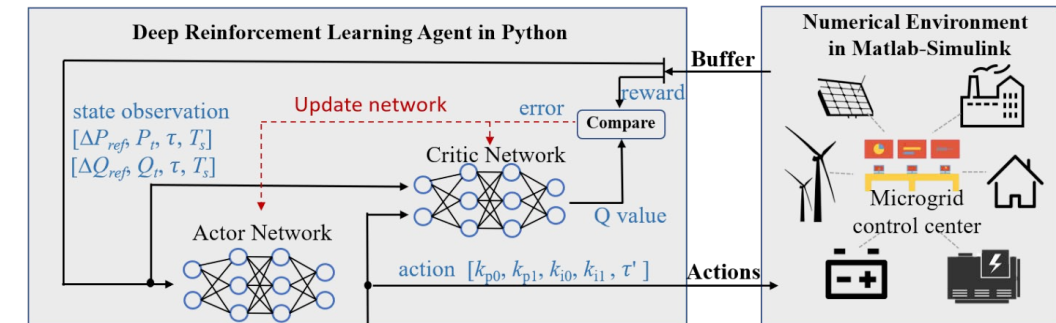 Deep Reinforcement Learning Agent in Python
Numerical Environment
in Matlab-Simulink
Buffer
reward
state observation
[ΔP_ref, P_t, τ, T_s]
[ΔQ_ref, Q_t, τ, T_s]
Update network
error
Compare
Critic Network
Q value
Actor Network
action [k_p0, k_p1, k_i0, k_i1 , τ' ]
Actions
Microgrid
control center